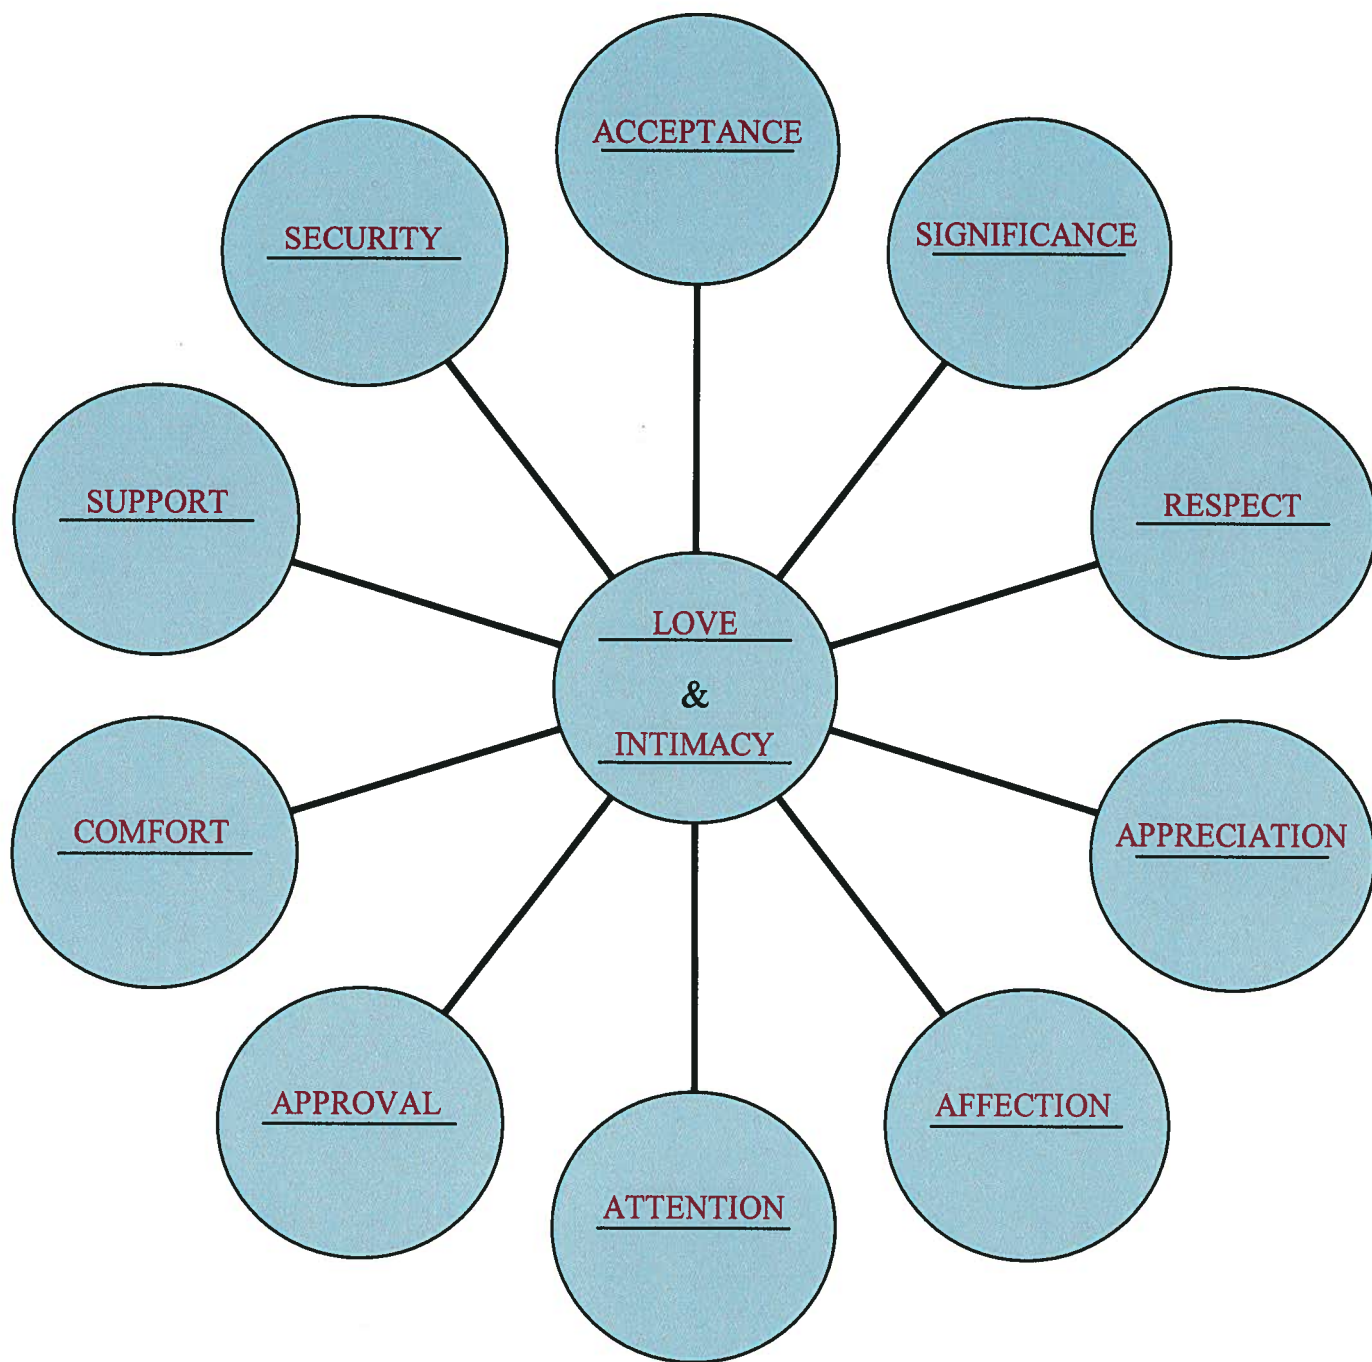 ACCEPTANCE
SIGNIFICANCE
RESPECT
APPRECIATION
AFFECTION
ATTENTION
APPROVAL
COMFORT
SUPPORT
SECURITY
LOVE
&
INTIMACY